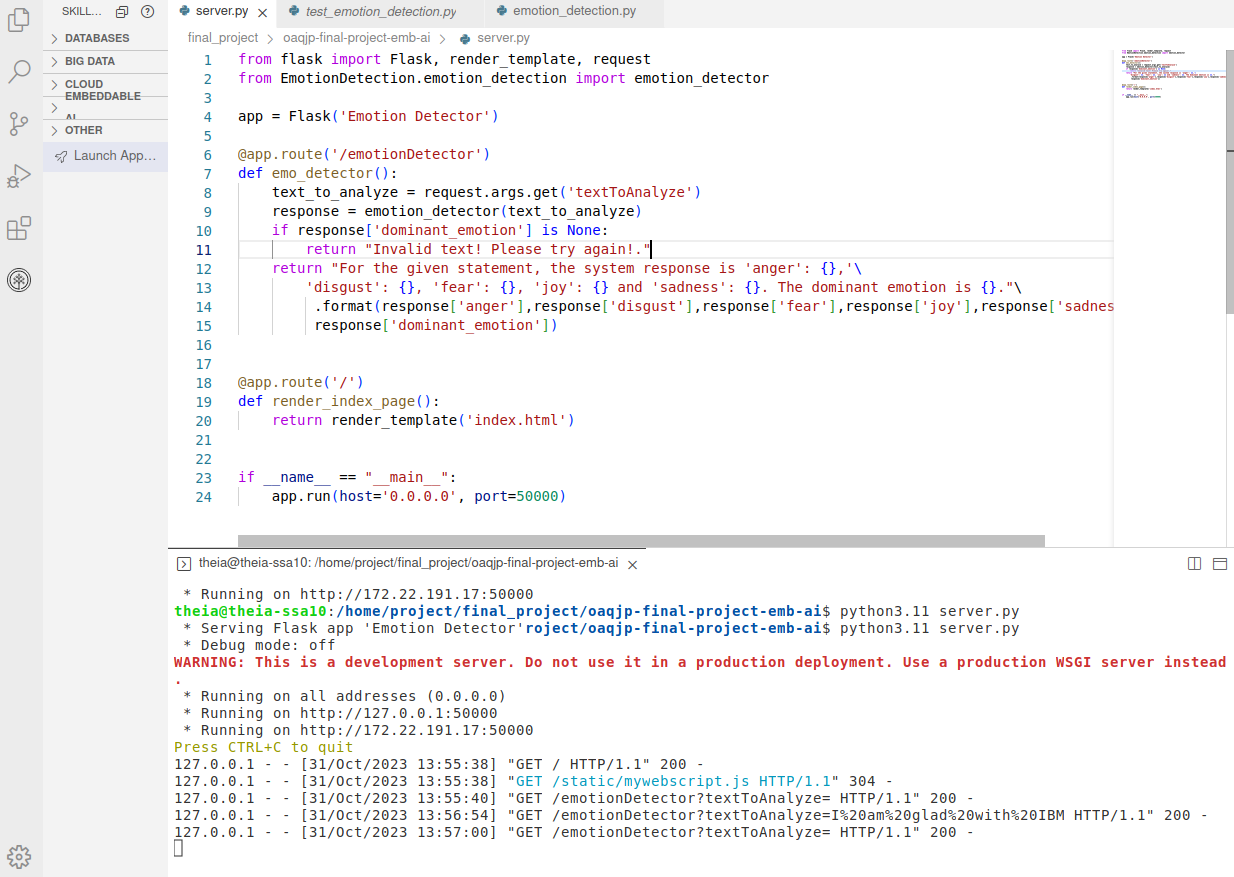 SKILL...
DATABASES
BIG DATA
CLOUD
EMBEDDABLE
AI
OTHER
Launch App...
server.py
test_emotion_detection.py
emotion_detection.py
final_project > oaqjp-final-project-emb-ai > server.py
1 from flask import Flask, render_template, request
2 from EmotionDetection.emotion_detection import emotion_detector
3
4 app = Flask('Emotion Detector')
5
6 @app.route('/emotionDetector')
7 def emo_detector():
8     text_to_analyze = request.args.get('textToAnalyze')
9     response = emotion_detector(text_to_analyze)
10     if response['dominant_emotion'] is None:
11         return "Invalid text! Please try again!."
12     return "For the given statement, the system response is 'anger': {},'\
13         'disgust': {}, 'fear': {}, 'joy': {} and 'sadness': {}. The dominant emotion is {}."\
14          .format(response['anger'],response['disgust'],response['fear'],response['joy'],response['sadnes
15          response['dominant_emotion'])
16
17
18 @app.route('/')
19 def render_index_page():
20     return render_template('index.html')
21
22
23 if __name__ == "__main__":
24     app.run(host='0.0.0.0', port=50000)
theia@theia-ssa10: /home/project/final_project/oaqjp-final-project-emb-ai
 * Running on http://172.22.191.17:50000
theia@theia-ssa10:/home/project/final_project/oaqjp-final-project-emb-ai$ python3.11 server.py
 * Serving Flask app 'Emotion Detector'roject/oaqjp-final-project-emb-ai$ python3.11 server.py
 * Debug mode: off
WARNING: This is a development server. Do not use it in a production deployment. Use a production WSGI server instead
.
 * Running on all addresses (0.0.0.0)
 * Running on http://127.0.0.1:50000
 * Running on http://172.22.191.17:50000
Press CTRL+C to quit
127.0.0.1 - - [31/Oct/2023 13:55:38] "GET / HTTP/1.1" 200 -
127.0.0.1 - - [31/Oct/2023 13:55:38] "GET /static/mywebscript.js HTTP/1.1" 304 -
127.0.0.1 - - [31/Oct/2023 13:55:40] "GET /emotionDetector?textToAnalyze= HTTP/1.1" 200 -
127.0.0.1 - - [31/Oct/2023 13:56:54] "GET /emotionDetector?textToAnalyze=I%20am%20glad%20with%20IBM HTTP/1.1" 200 -
127.0.0.1 - - [31/Oct/2023 13:57:00] "GET /emotionDetector?textToAnalyze= HTTP/1.1" 200 -